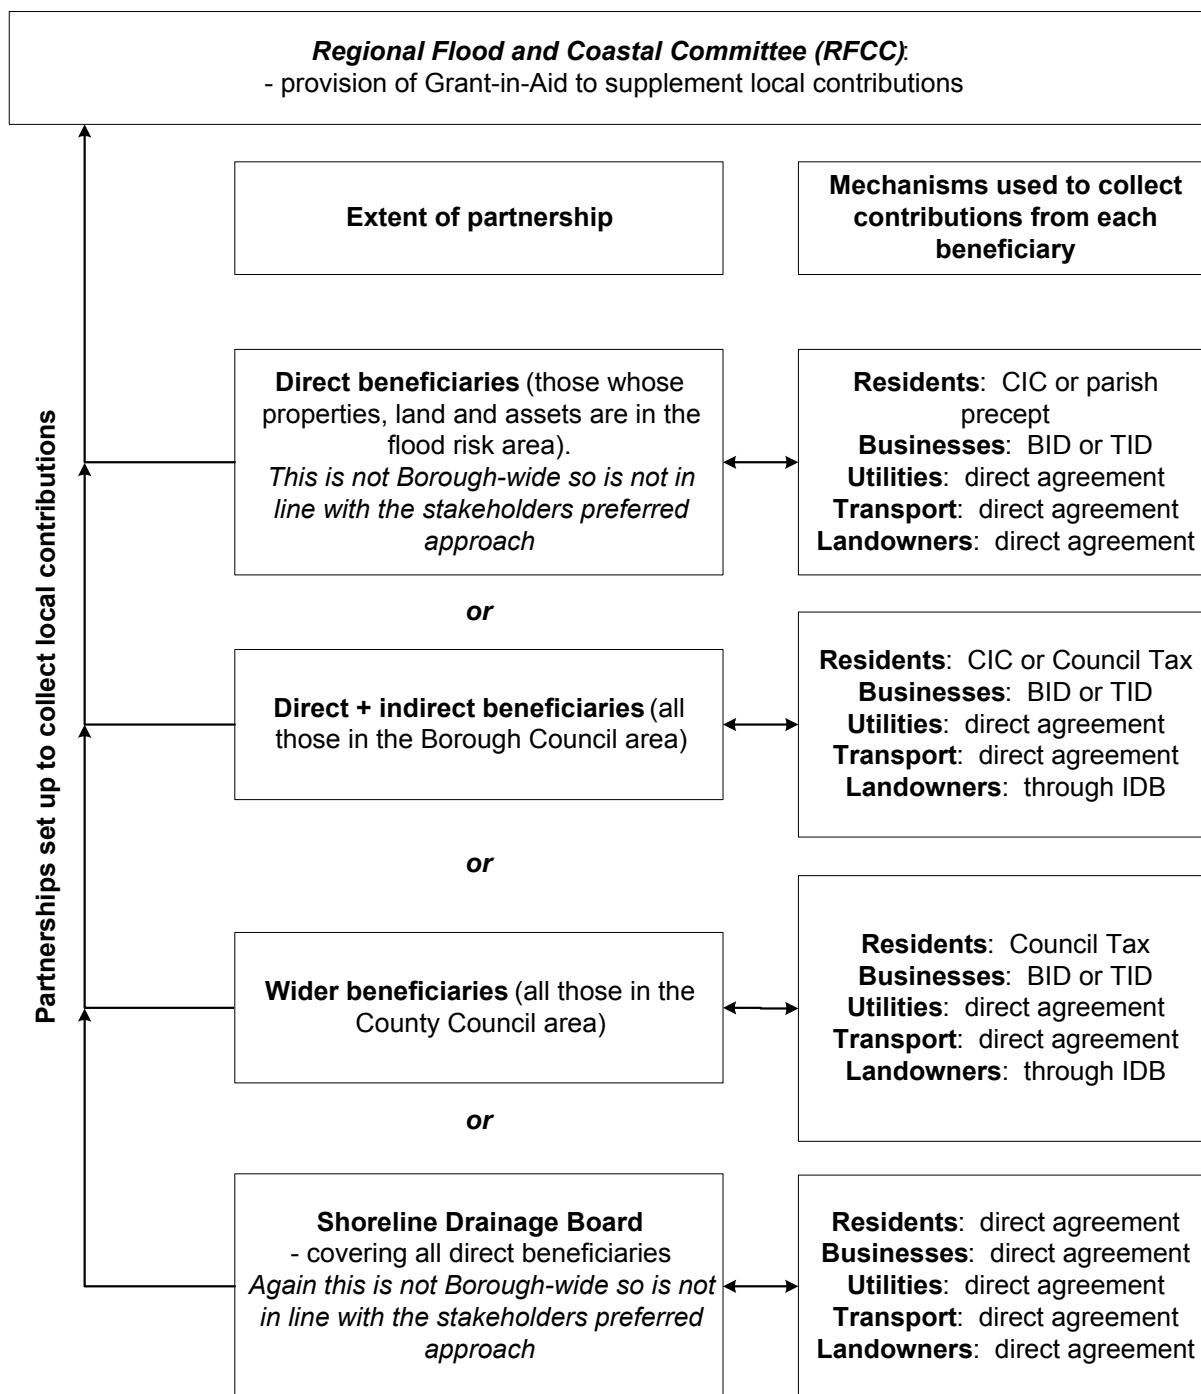 Regional Flood and Coastal Committee (RFCC):
- provision of Grant-in-Aid to supplement local contributions
Extent of partnership
Mechanisms used to collect
contributions from each
beneficiary
Partnerships set up to collect local contributions
Direct beneficiaries (those whose
properties, land and assets are in the
flood risk area).
This is not Borough-wide so is not in
line with the stakeholders preferred
approach
Residents: CIC or parish
precept
Businesses: BID or TID
Utilities: direct agreement
Transport: direct agreement
Landowners: direct agreement
or
Direct + indirect beneficiaries (all
those in the Borough Council area)
Residents: CIC or Council Tax
Businesses: BID or TID
Utilities: direct agreement
Transport: direct agreement
Landowners: through IDB
or
Wider beneficiaries (all those in the
County Council area)
Residents: Council Tax
Businesses: BID or TID
Utilities: direct agreement
Transport: direct agreement
Landowners: through IDB
or
Shoreline Drainage Board
- covering all direct beneficiaries
Again this is not Borough-wide so is not
in line with the stakeholders preferred
approach
Residents: direct agreement
Businesses: direct agreement
Utilities: direct agreement
Transport: direct agreement
Landowners: direct agreement